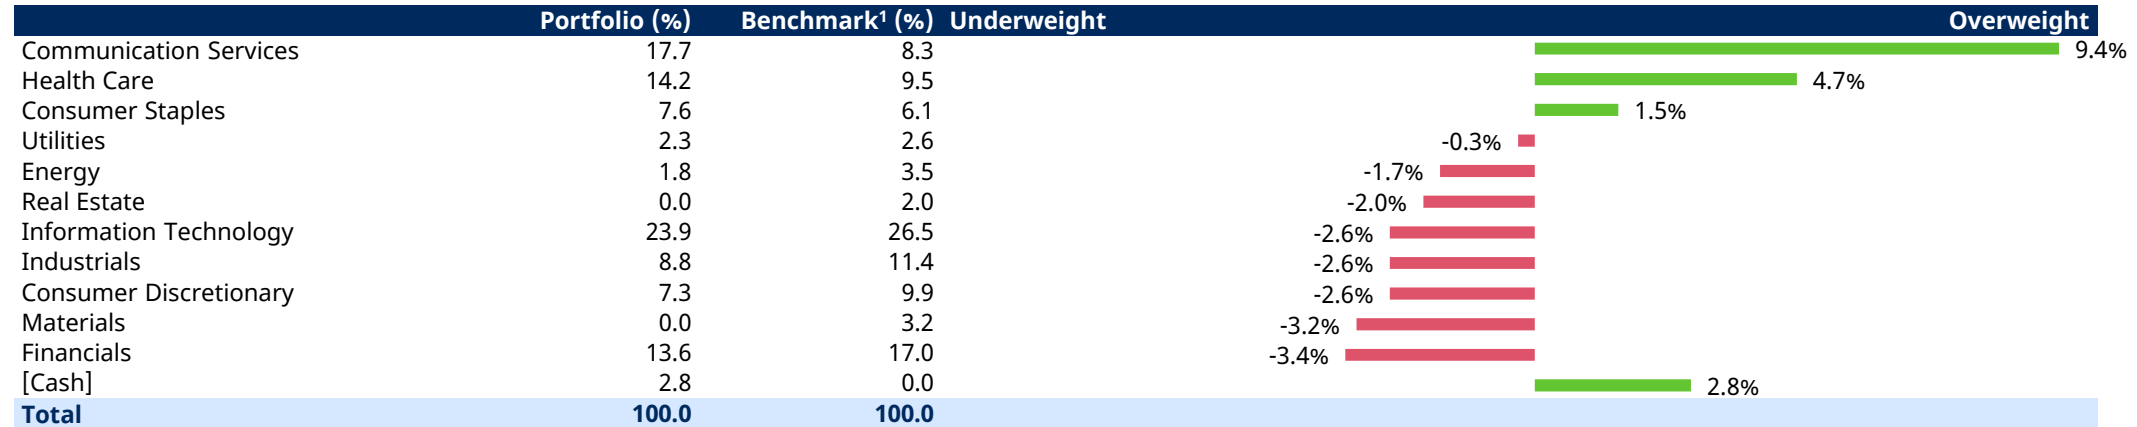 Portfolio (%) Benchmark¹ (%) Underweight Overweight
Communication Services 17.7 8.3 9.4%
Health Care 14.2 9.5 4.7%
Consumer Staples 7.6 6.1 1.5%
Utilities 2.3 2.6 -0.3%
Energy 1.8 3.5 -1.7%
Real Estate 0.0 2.0 -2.0%
Information Technology 23.9 26.5 -2.6%
Industrials 8.8 11.4 -2.6%
Consumer Discretionary 7.3 9.9 -2.6%
Materials 0.0 3.2 -3.2%
Financials 13.6 17.0 -3.4%
[Cash] 2.8 0.0 2.8%
Total 100.0 100.0